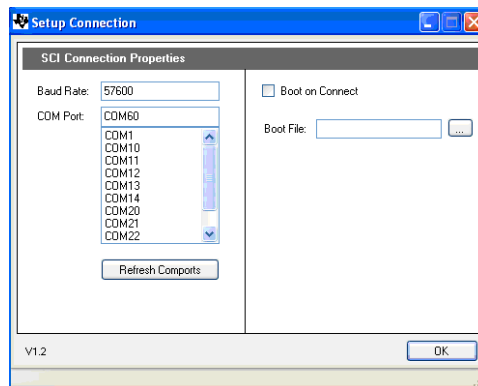 Setup Connection
SCI Connection Properties
Baud Rate: 57600
COM Port: COM60
COM1
COM10
COM11
COM12
COM13
COM14
COM20
COM21
COM22
Refresh Comports
Boot on Connect
Boot File:
...
V1.2
OK